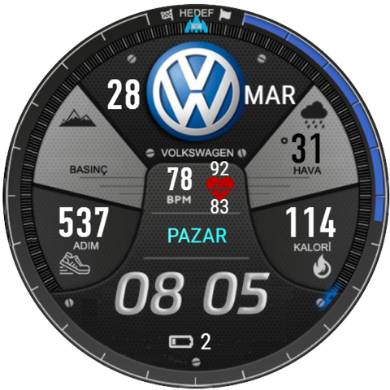 HEDEF
28 MAR
VOLKSWAGEN
BASINÇ
°31
HAVA
78
BPM
92
83
537
ADIM
PAZAR
114
KALORİ
08 05
2